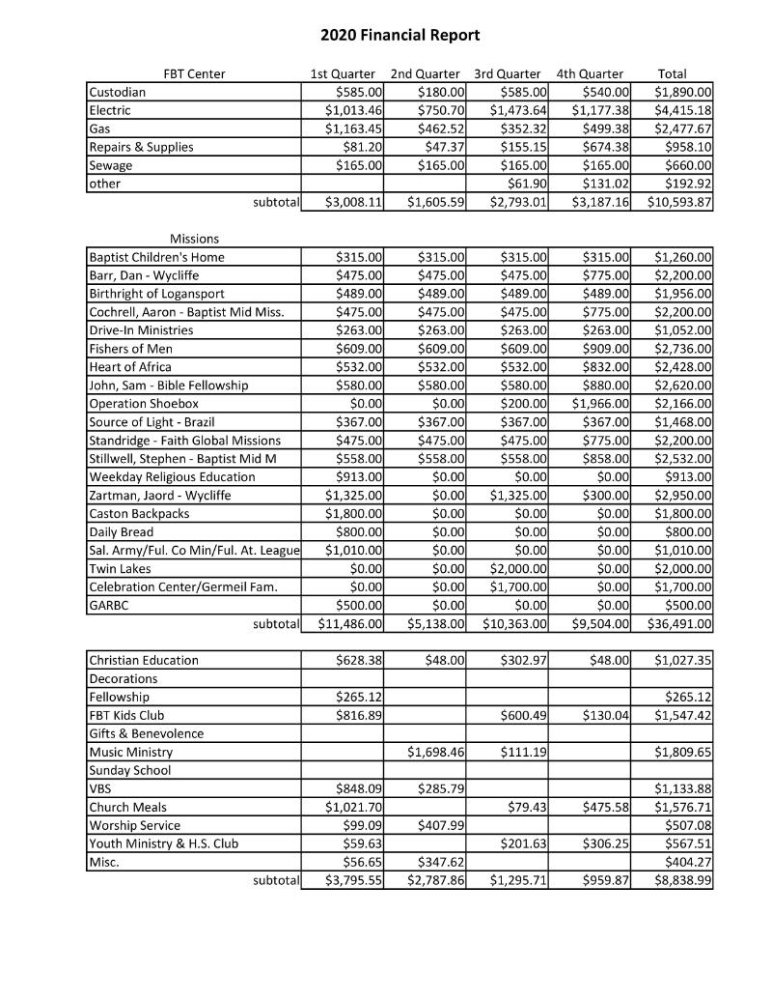 2020 Financial Report
FBT Center 1st Quarter 2nd Quarter 3rd Quarter 4th Quarter Total
Custodian $585.00 $180.00 $585.00 $540.00 $1,890.00
Electric $1,013.46 $750.70 $1,473.64 $1,177.38 $4,415.18
Gas $1,163.45 $462.52 $352.32 $499.38 $2,477.67
Repairs & Supplies $81.20 $47.37 $155.15 $674.38 $958.10
Sewage $165.00 $165.00 $165.00 $165.00 $660.00
other $61.90 $131.02 $192.92
subtotal $3,008.11 $1,605.59 $2,793.01 $3,187.16 $10,593.87
Missions
Baptist Children's Home $315.00 $315.00 $315.00 $315.00 $1,260.00
Barr, Dan - Wycliffe $475.00 $475.00 $475.00 $775.00 $2,200.00
Birthright of Logansport $489.00 $489.00 $489.00 $489.00 $1,956.00
Cochrell, Aaron - Baptist Mid Miss. $475.00 $475.00 $475.00 $775.00 $2,200.00
Drive-In Ministries $263.00 $263.00 $263.00 $263.00 $1,052.00
Fishers of Men $609.00 $609.00 $609.00 $909.00 $2,736.00
Heart of Africa $532.00 $532.00 $532.00 $832.00 $2,428.00
John, Sam - Bible Fellowship $580.00 $580.00 $580.00 $880.00 $2,620.00
Operation Shoebox $0.00 $0.00 $200.00 $1,966.00 $2,166.00
Source of Light - Brazil $367.00 $367.00 $367.00 $367.00 $1,468.00
Standridge - Faith Global Missions $475.00 $475.00 $475.00 $775.00 $2,200.00
Stillwell, Stephen - Baptist Mid M $558.00 $558.00 $558.00 $858.00 $2,532.00
Weekday Religious Education $913.00 $0.00 $0.00 $0.00 $913.00
Zartman, Jaord - Wycliffe $1,325.00 $0.00 $1,325.00 $300.00 $2,950.00
Caston Backpacks $1,800.00 $0.00 $0.00 $0.00 $1,800.00
Daily Bread $800.00 $0.00 $0.00 $0.00 $800.00
Sal. Army/Ful. Co Min/Ful. At. League $1,010.00 $0.00 $0.00 $0.00 $1,010.00
Twin Lakes $0.00 $0.00 $2,000.00 $0.00 $2,000.00
Celebration Center/Germeil Fam. $0.00 $0.00 $1,700.00 $0.00 $1,700.00
GARBC $500.00 $0.00 $0.00 $0.00 $500.00
subtotal $11,486.00 $5,138.00 $10,363.00 $9,504.00 $36,491.00
Christian Education $628.38 $48.00 $302.97 $48.00 $1,027.35
Decorations
Fellowship $265.12 $265.12
FBT Kids Club $816.89 $600.49 $130.04 $1,547.42
Gifts & Benevolence
Music Ministry $1,698.46 $111.19 $1,809.65
Sunday School
VBS $848.09 $285.79 $1,133.88
Church Meals $1,021.70 $79.43 $475.58 $1,576.71
Worship Service $99.09 $407.99 $507.08
Youth Ministry & H.S. Club $59.63 $201.63 $306.25 $567.51
Misc. $56.65 $347.62 $404.27
subtotal $3,795.55 $2,787.86 $1,295.71 $959.87 $8,838.99